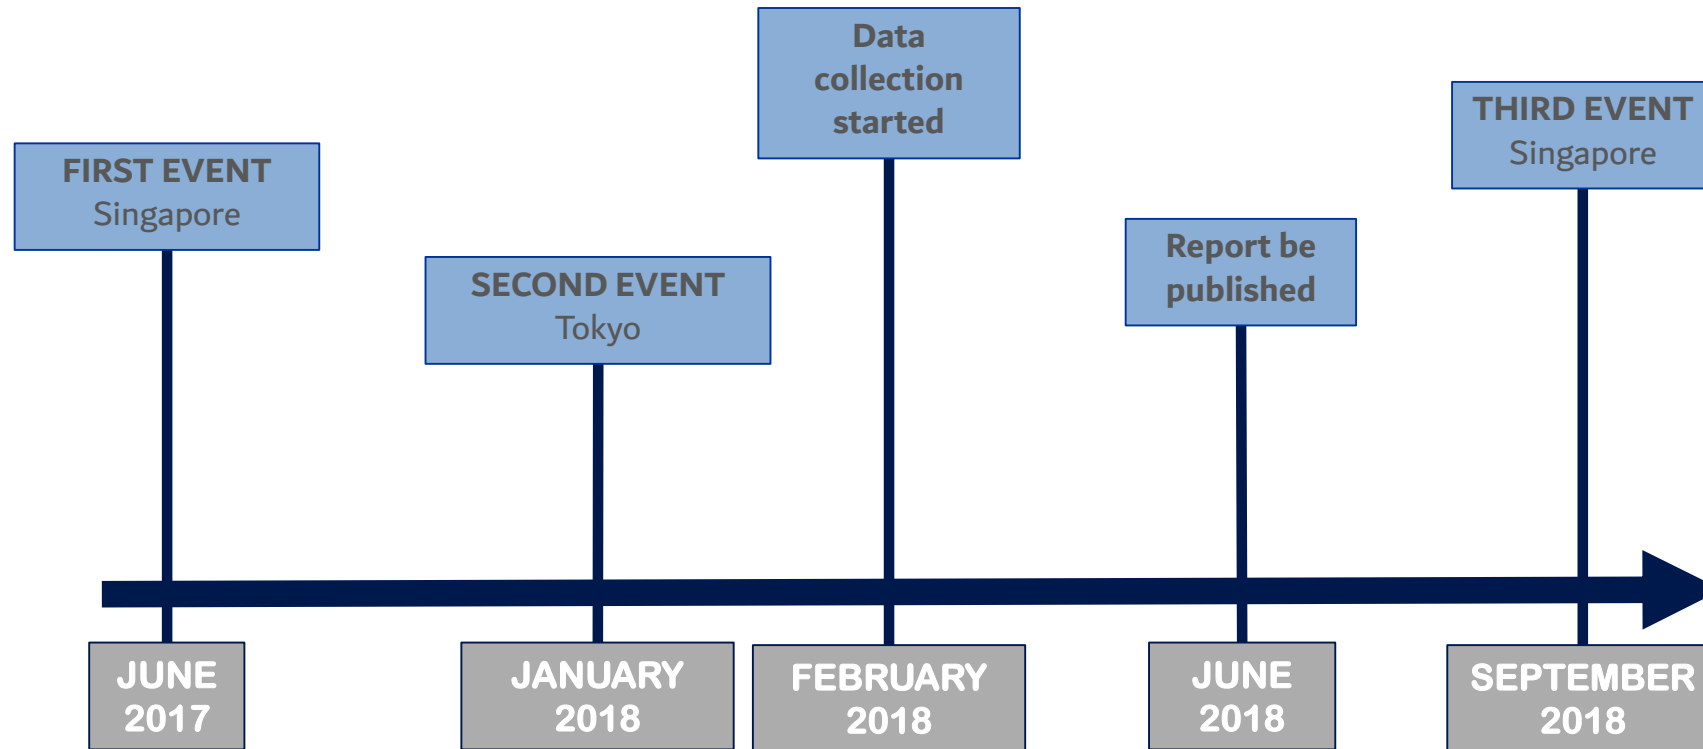 FIRST EVENT
Singapore
SECOND EVENT
Tokyo
Data
collection
started
Report be
published
THIRD EVENT
Singapore
JUNE
2017
JANUARY
2018
FEBRUARY
2018
JUNE
2018
SEPTEMBER
2018